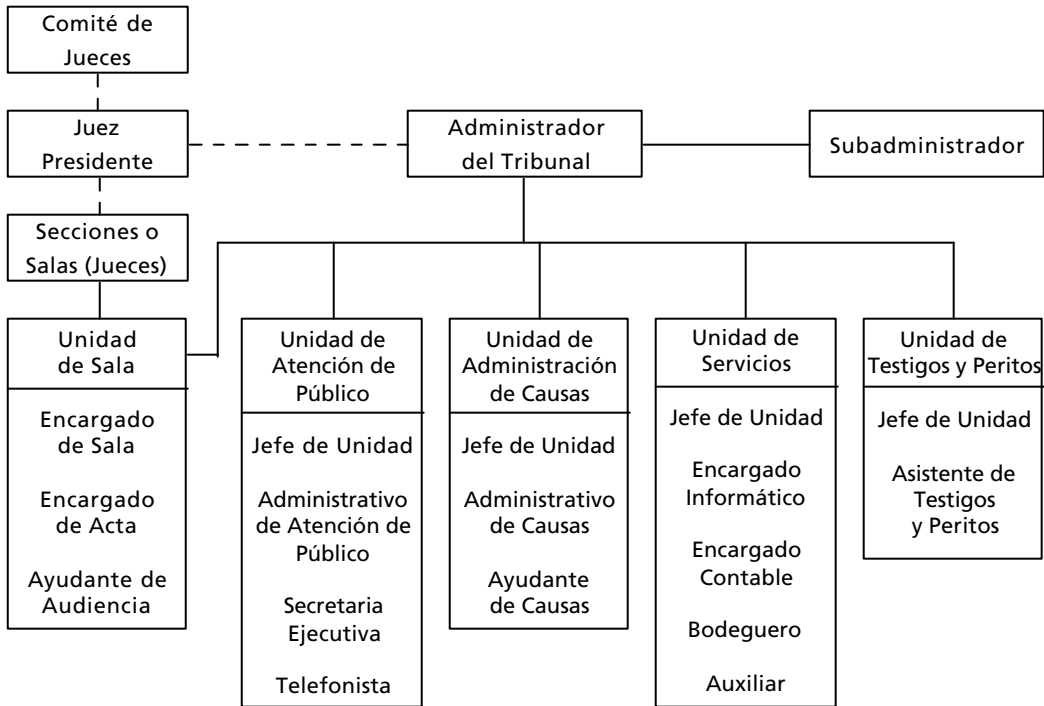 Comité de
Jueces
Juez
Presidente
Administrador
del Tribunal
Subadministrador
Secciones o
Salas (Jueces)
Unidad
de Sala
Encargado
de Sala
Encargado
de Acta
Ayudante de
Audiencia
Unidad de
Atención de
Público
Jefe de Unidad
Administrativo
de Atención de
Público
Secretaria
Ejecutiva
Telefonista
Unidad de
Administración
de Causas
Jefe de Unidad
Administrativo
de Causas
Ayudante
de Causas
Unidad de
Servicios
Jefe de Unidad
Encargado
Informático
Encargado
Contable
Bodeguero
Auxiliar
Unidad de
Testigos y Peritos
Jefe de Unidad
Asistente de
Testigos
y Peritos